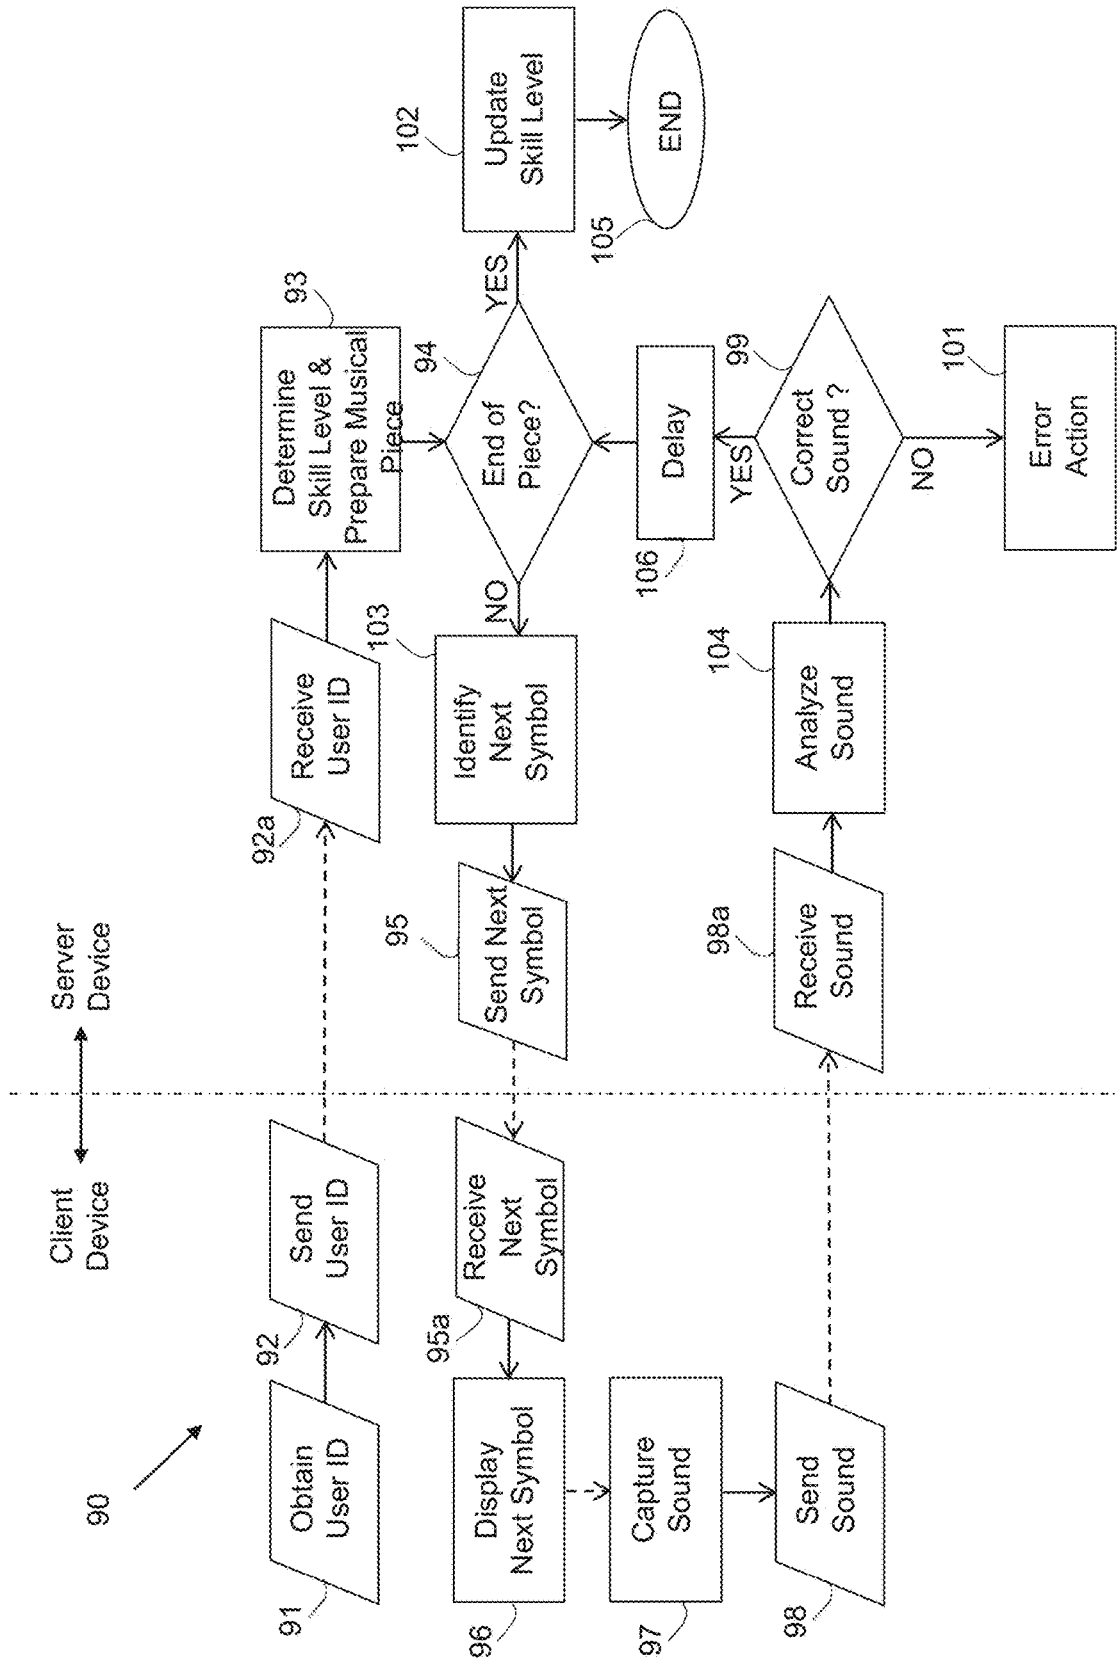 90
Client
Device
Server
Device
91
Obtain
User ID
92
Send
User ID
92a
Receive
User ID
93
Determine
Skill Level &
Prepare Musical
Piece
96
Display
Next Symbol
95a
Receive
Next
Symbol
95
Send Next
Symbol
103
Identify
Next
Symbol
NO
94
End of
Piece?
YES
102
Update
Skill Level
97
Capture
Sound
106
Delay
105
END
YES
98
Send
Sound
98a
Receive
Sound
104
Analyze
Sound
99
Correct
Sound ?
NO
101
Error
Action